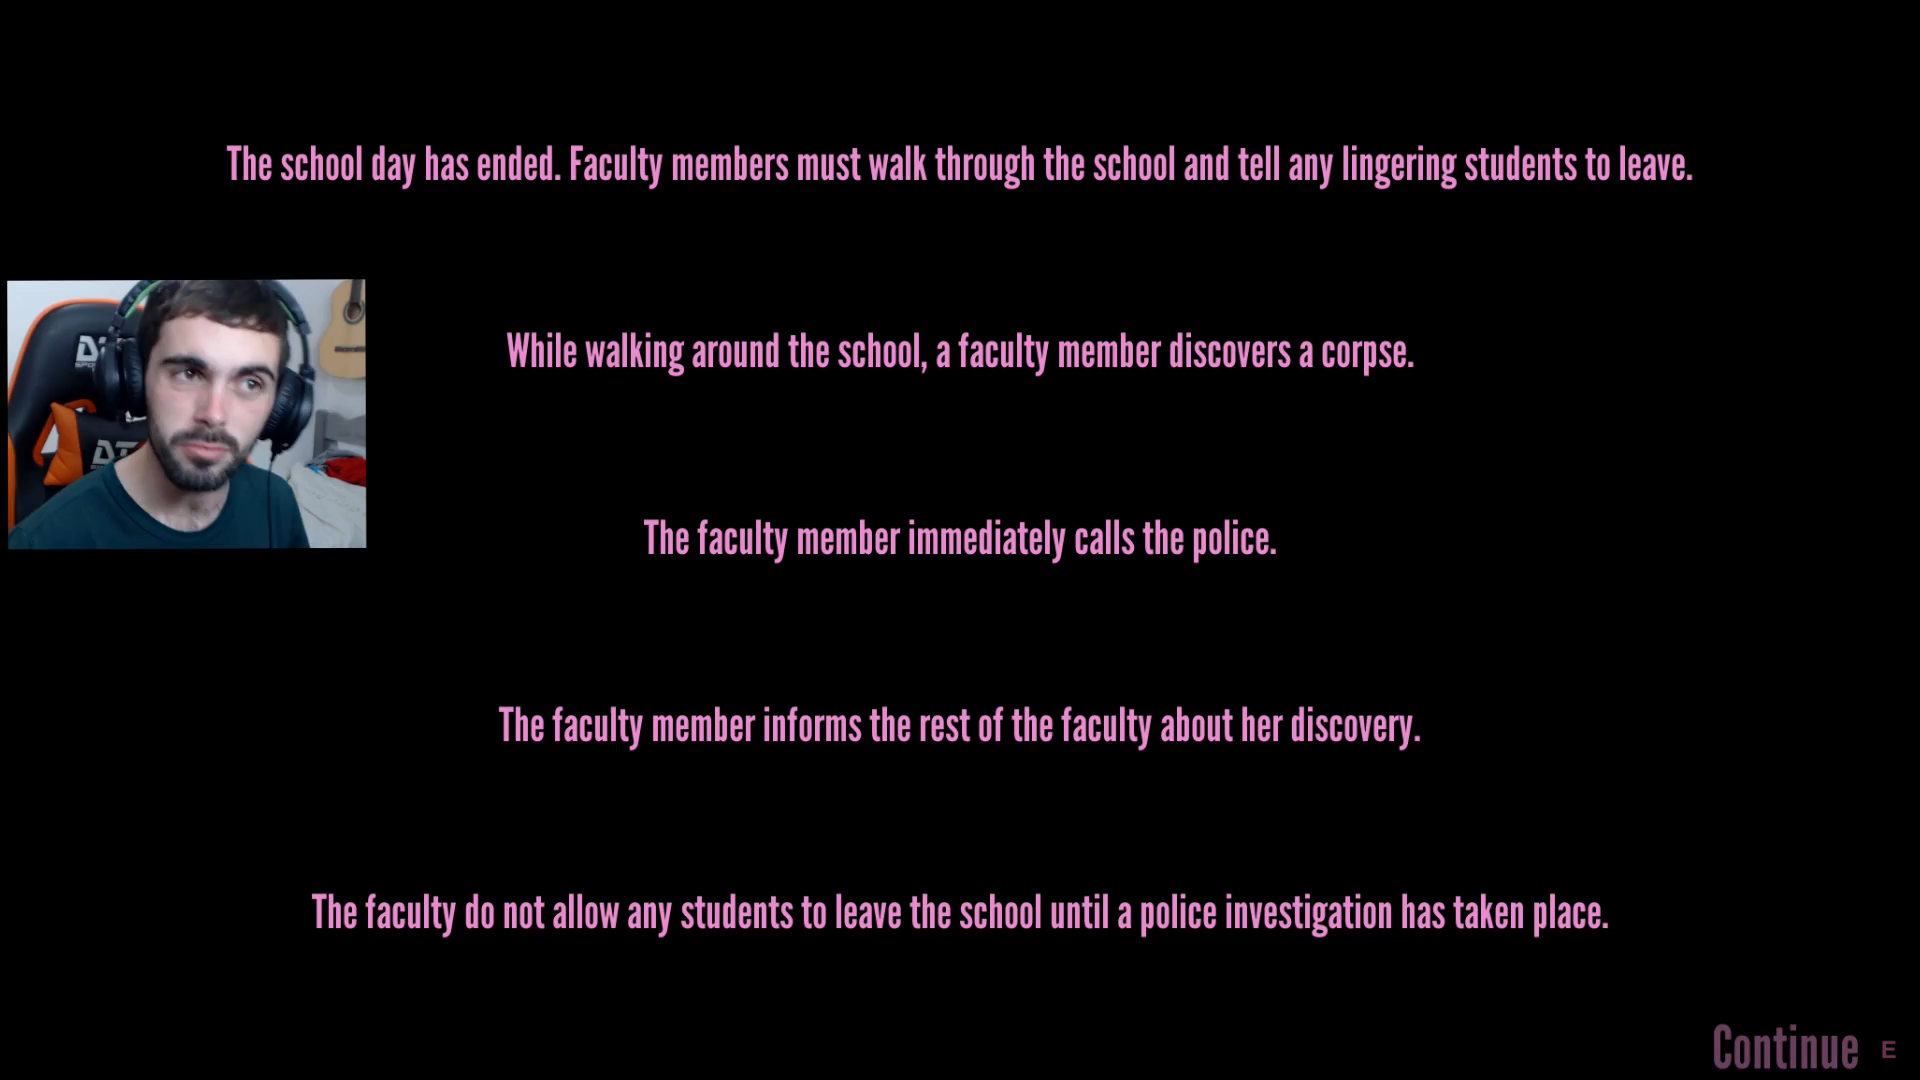 The school day has ended. Faculty members must walk through the school and tell any lingering students to leave.
While walking around the school, a faculty member discovers a corpse.
The faculty member immediately calls the police.
The faculty member informs the rest of the faculty about her discovery.
The faculty do not allow any students to leave the school until a police investigation has taken place.
Continue E